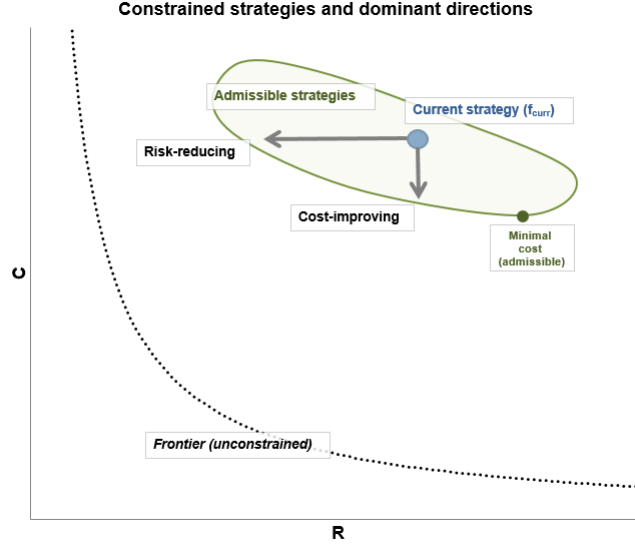 Constrained strategies and dominant directions
Admissible strategies
Current strategy (fcurr)
Risk-reducing
Cost-improving
Minimal
cost
(admissible)
C
Frontier (unconstrained)
R